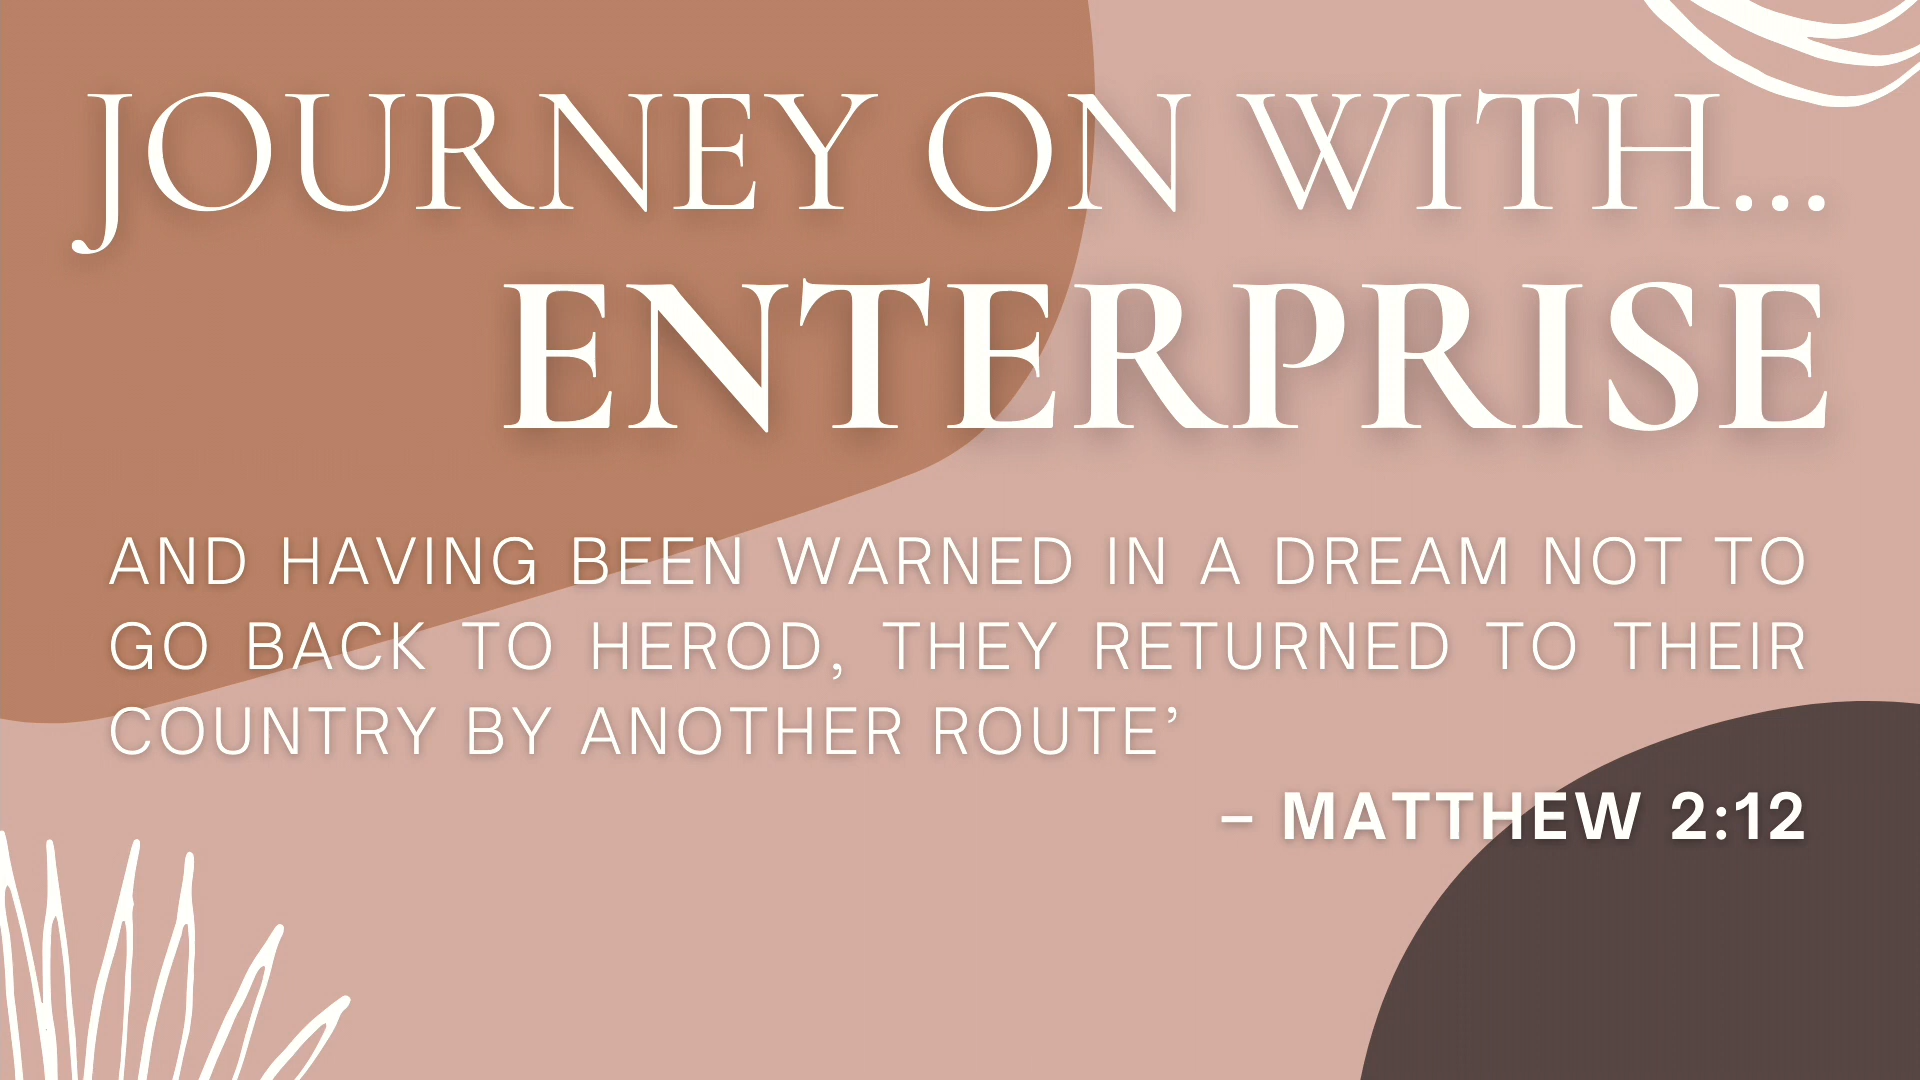 JOURNEY ON WITH...
ENTERPRISE
AND HAVING BEEN WARNED IN A DREAM NOT TO
GO BACK TO HEROD, THEY RETURNED TO THEIR
COUNTRY BY ANOTHER ROUTE’
– MATTHEW 2:12